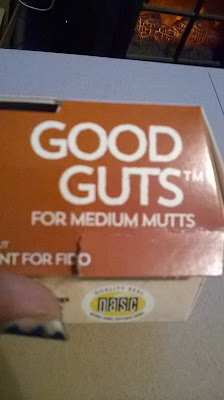 GOOD
GUTS™
FOR MEDIUM MUTTS
NT FOR FIDO
QUALITY SEAL
nasc